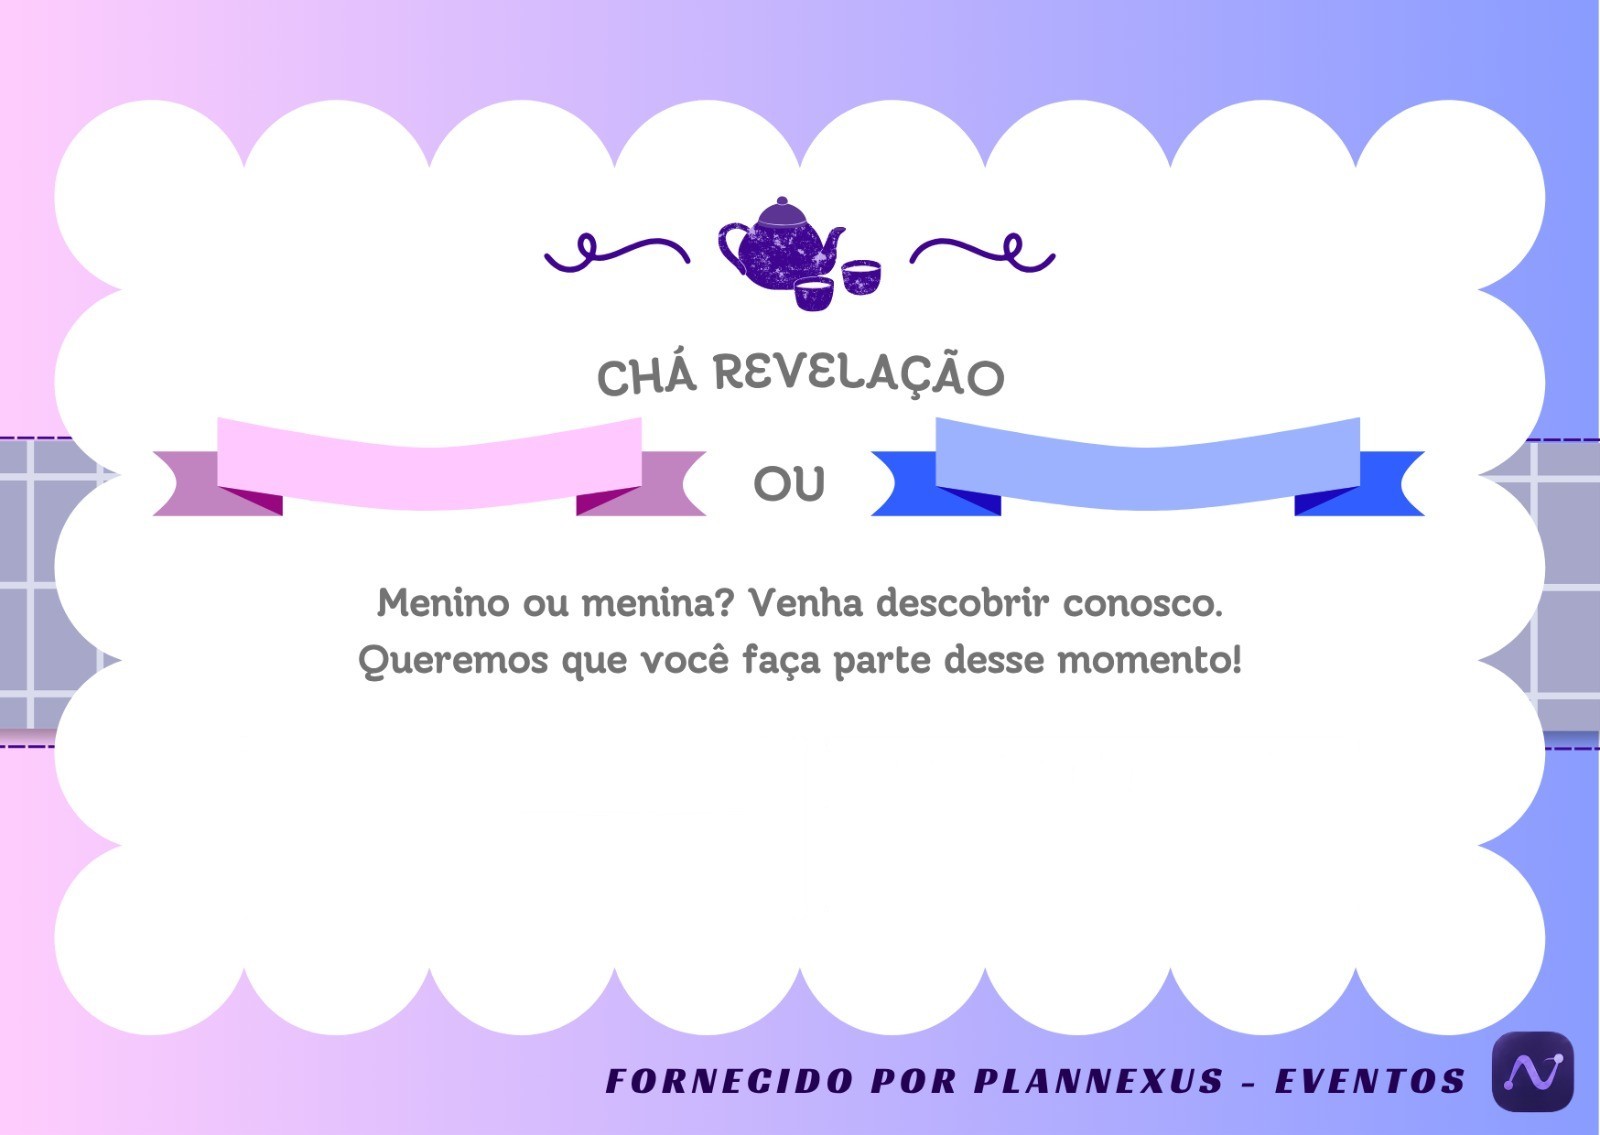 CHÁ REVELAÇÃO
OU
Menino ou menina? Venha descobrir conosco.
Queremos que você faça parte desse momento!
FORNECIDO POR PLANNEXUS - EVENTOS